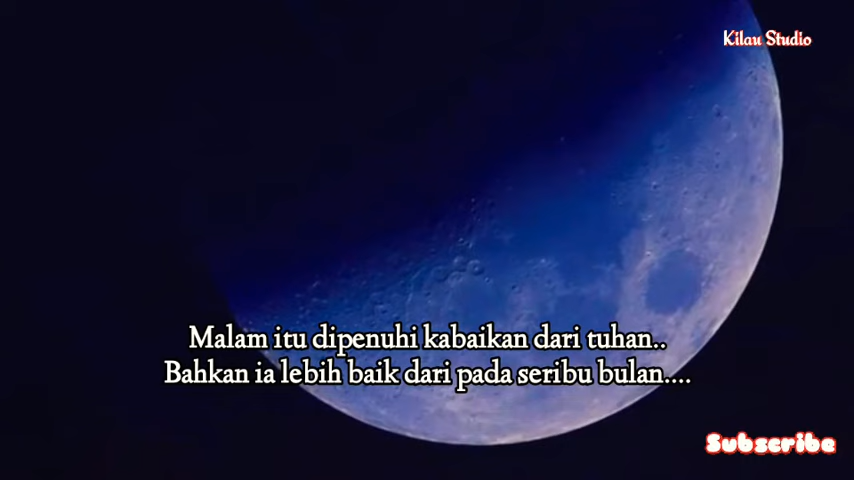 Kilau Studio
Malam itu dipenuhi kabaikan dari tuhan..
Bahkan ia lebih baik dari pada seribu bulan....
Subscribe